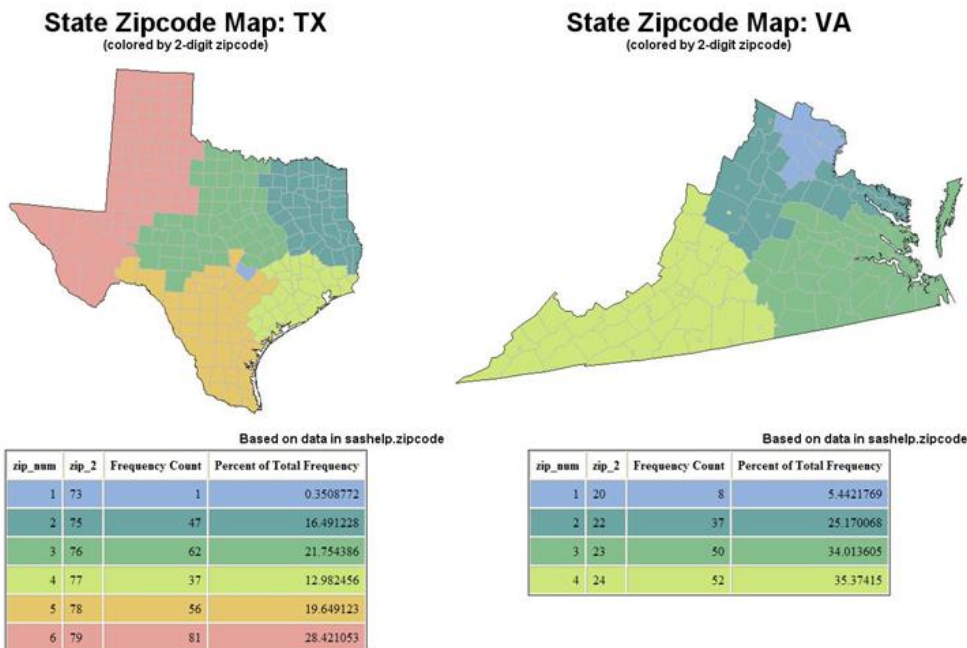 State Zipcode Map: TX
(colored by 2-digit zipcode)
Based on data in sashelp.zipcode
zip_num zip_2 Frequency Count Percent of Total Frequency
1 73 1 0.3508772
2 75 47 16.491228
3 76 62 21.754386
4 77 37 12.982456
5 78 56 19.649123
6 79 81 28.421053
State Zipcode Map: VA
(colored by 2-digit zipcode)
Based on data in sashelp.zipcode
zip_num zip_2 Frequency Count Percent of Total Frequency
1 20 8 5.4421769
2 22 37 25.170068
3 23 50 34.013605
4 24 52 35.37415